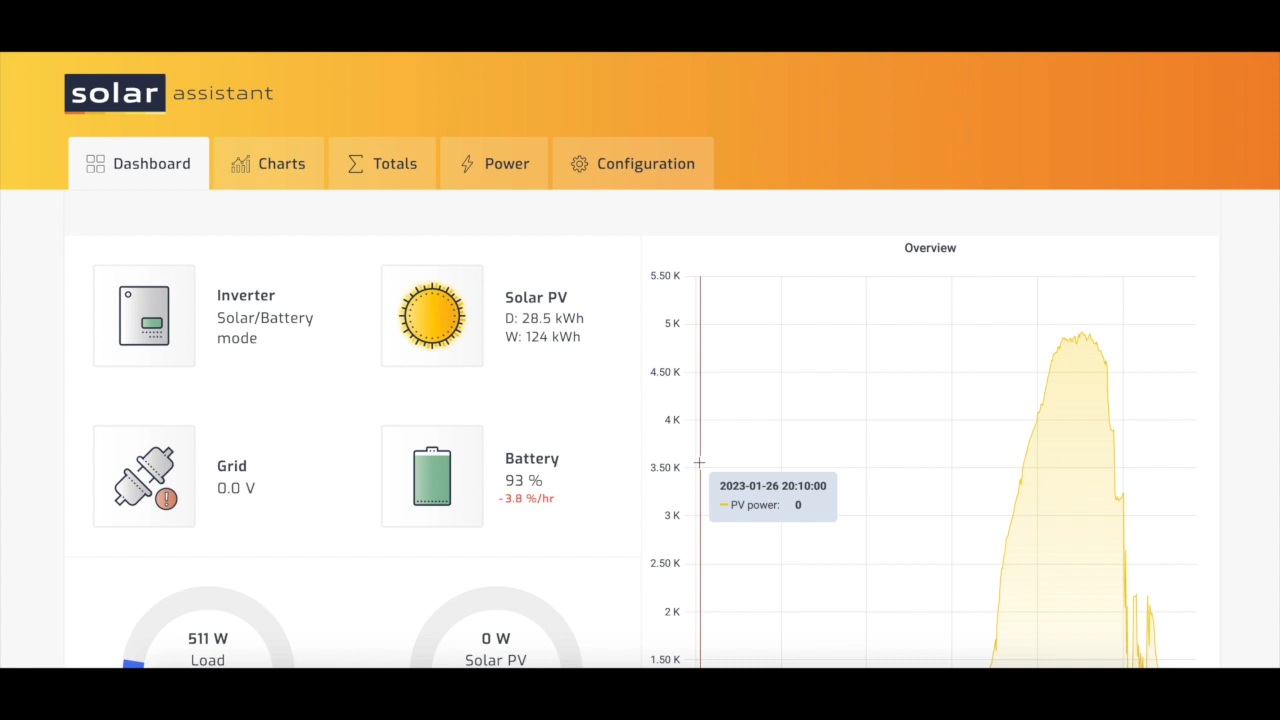 solar assistant
Dashboard
Charts
Totals
Power
Configuration
Inverter
Solar/Battery
mode
Solar PV
D: 28.5 kWh
W: 124 kWh
Grid
0.0 V
Battery
93 %
-3.8 %/hr
511 W
Load
0 W
Solar PV
Overview
5.50 K
5 K
4.50 K
4 K
3.50 K
3 K
2.50 K
2 K
1.50 K
2023-01-26 20:10:00
PV power: 0